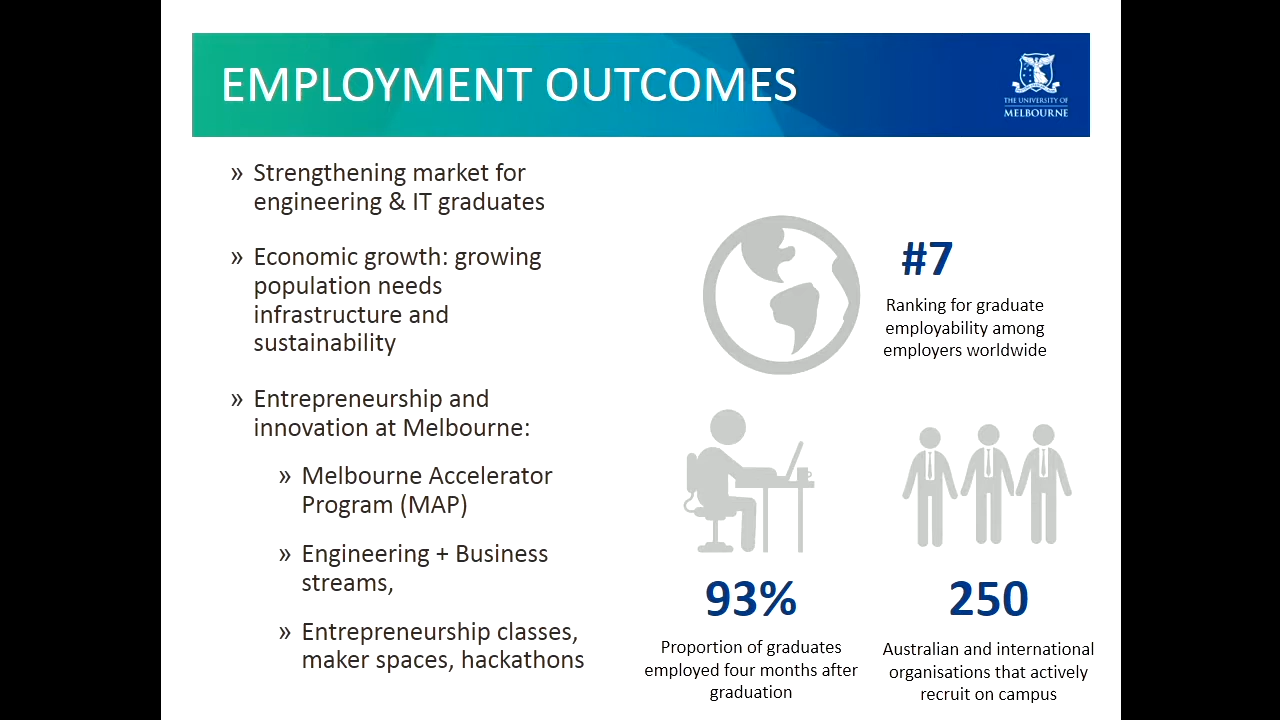 EMPLOYMENT OUTCOMES
THE UNIVERSITY OF
MELBOURNE
» Strengthening market for
engineering & IT graduates
» Economic growth: growing
population needs
infrastructure and
sustainability
» Entrepreneurship and
innovation at Melbourne:
» Melbourne Accelerator
Program (MAP)
» Engineering + Business
streams,
» Entrepreneurship classes,
maker spaces, hackathons
#7
Ranking for graduate
employability among
employers worldwide
93%
Proportion of graduates
employed four months after
graduation
250
Australian and international
organisations that actively
recruit on campus